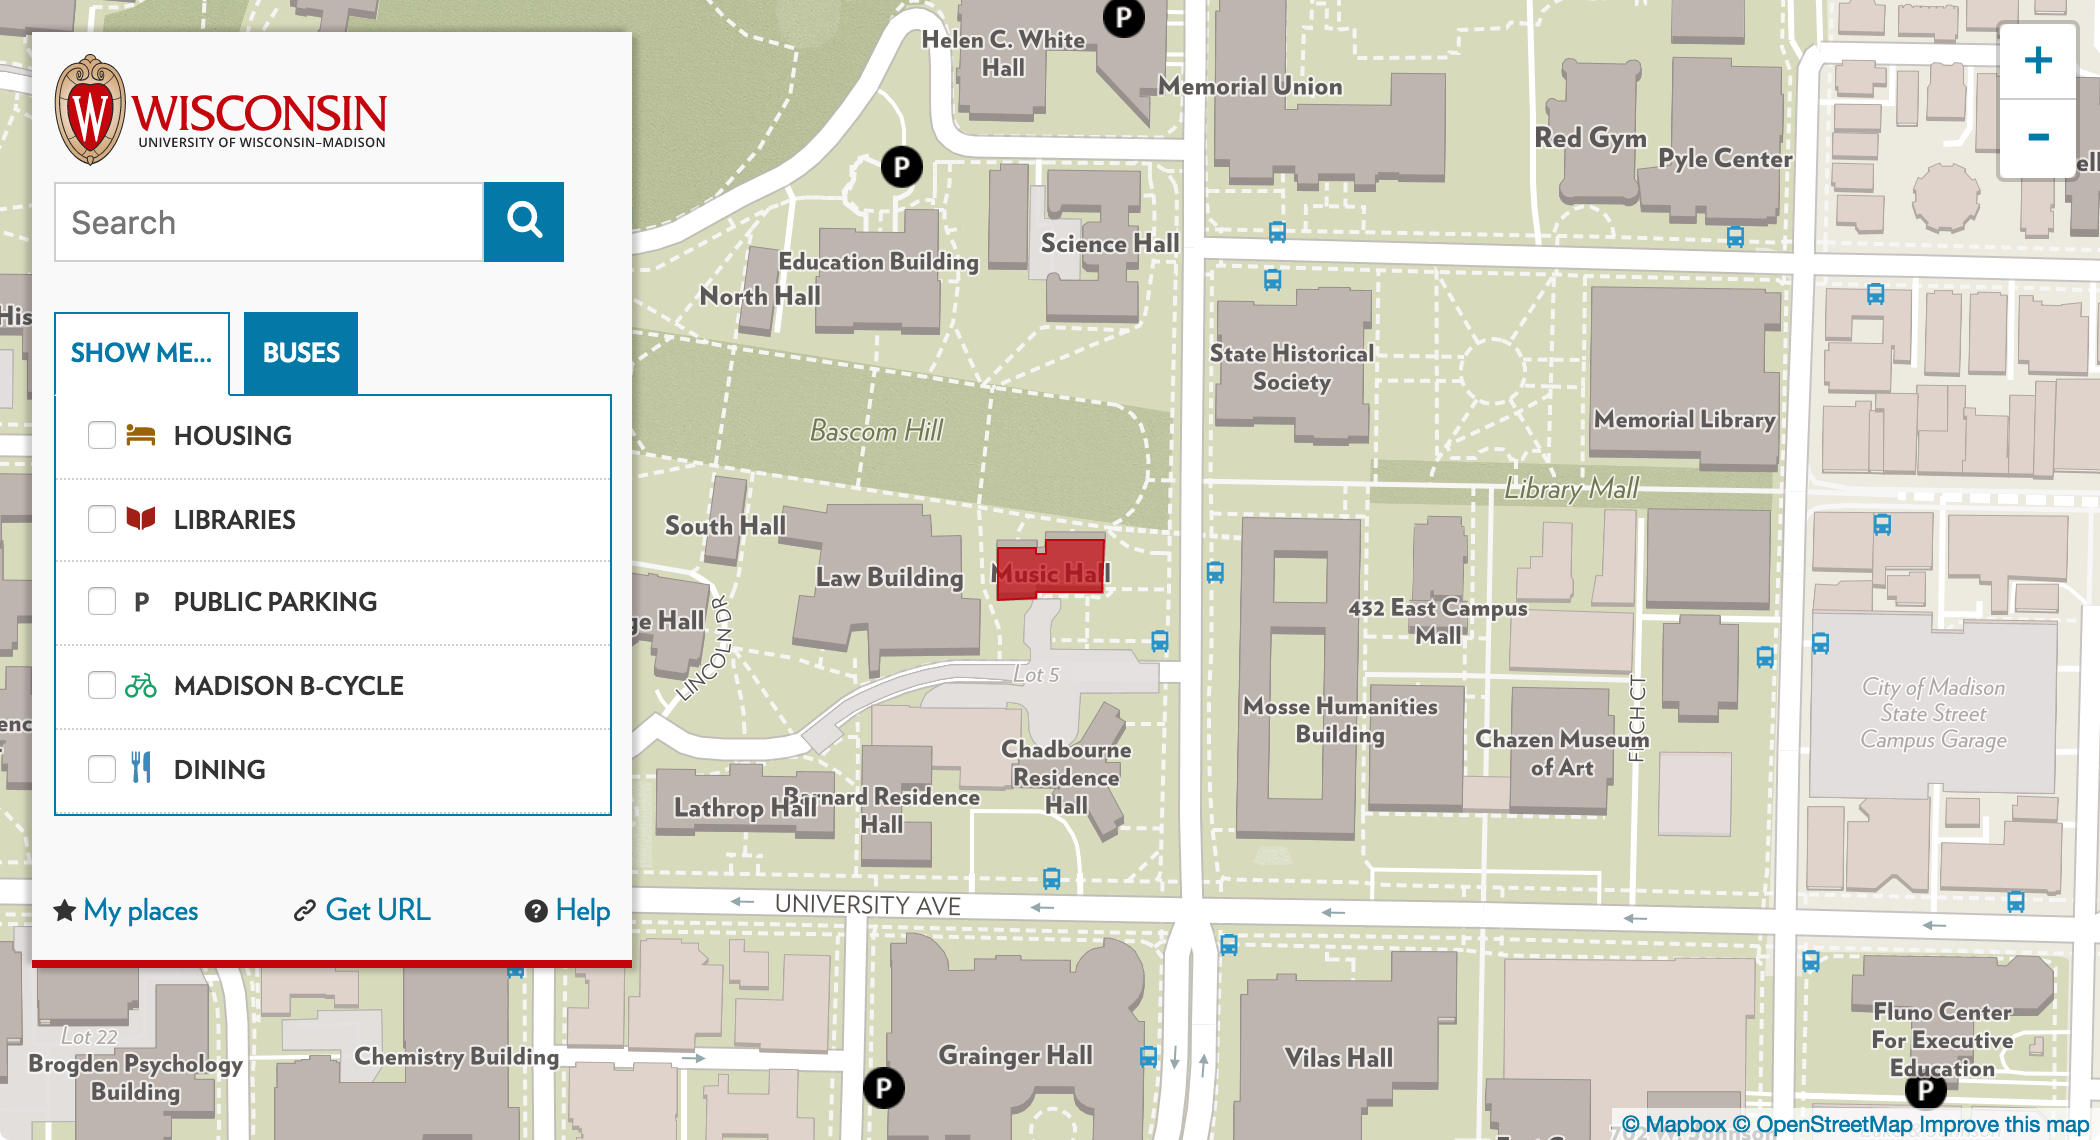 WISCONSIN
UNIVERSITY OF WISCONSIN–MADISON
Search
SHOW ME...
BUSES
HOUSING
LIBRARIES
P PUBLIC PARKING
MADISON B-CYCLE
DINING
My places
Get URL
Help
Helen C. White
Hall
P
Memorial Union
Red Gym
Pyle Center
P
Science Hall
Education Building
North Hall
State Historical
Society
Memorial Library
Bascom Hill
Library Mall
South Hall
Law Building
Music Hall
432 East Campus
Mall
LINCOLN DR
Lot 5
City of Madison
State Street
Campus Garage
Mosse Humanities
Building
Chazen Museum
of Art
FITCH CT
Chadbourne
Residence
Hall
Lathrop Hall
Barnard Residence
Hall
UNIVERSITY AVE
Lot 22
Brogden Psychology
Building
Chemistry Building
Grainger Hall
P
Vilas Hall
Fluno Center
For Executive
Education
P
+
-
© Mapbox © OpenStreetMap Improve this map